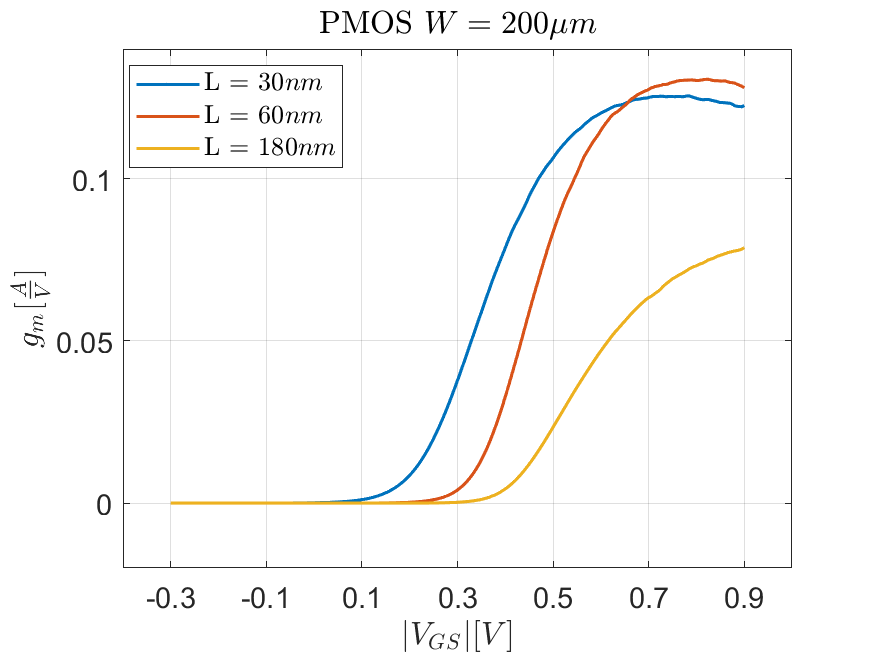 PMOS W = 200μm
L = 30nm
L = 60nm
L = 180nm
0.1
0.05
0
g_m [A/V]
-0.3 -0.1 0.1 0.3 0.5 0.7 0.9
|V_GS|[V]